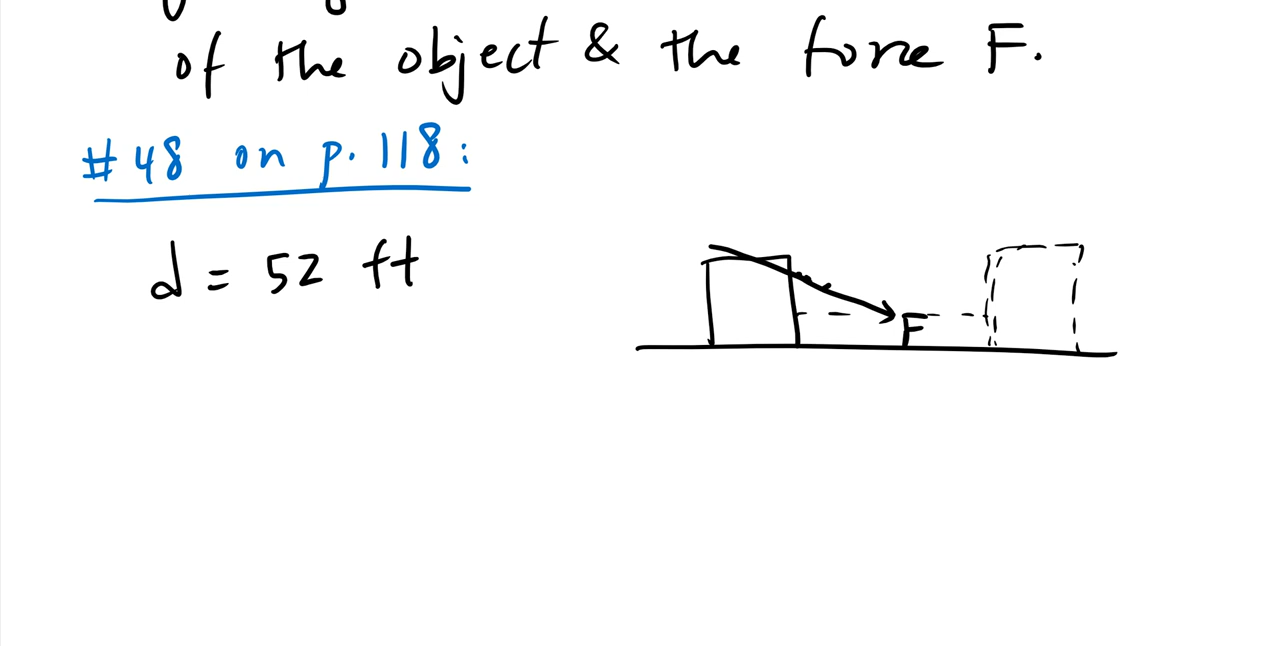 of the object & the force F.
#48 on p. 118:
d = 52 ft
F